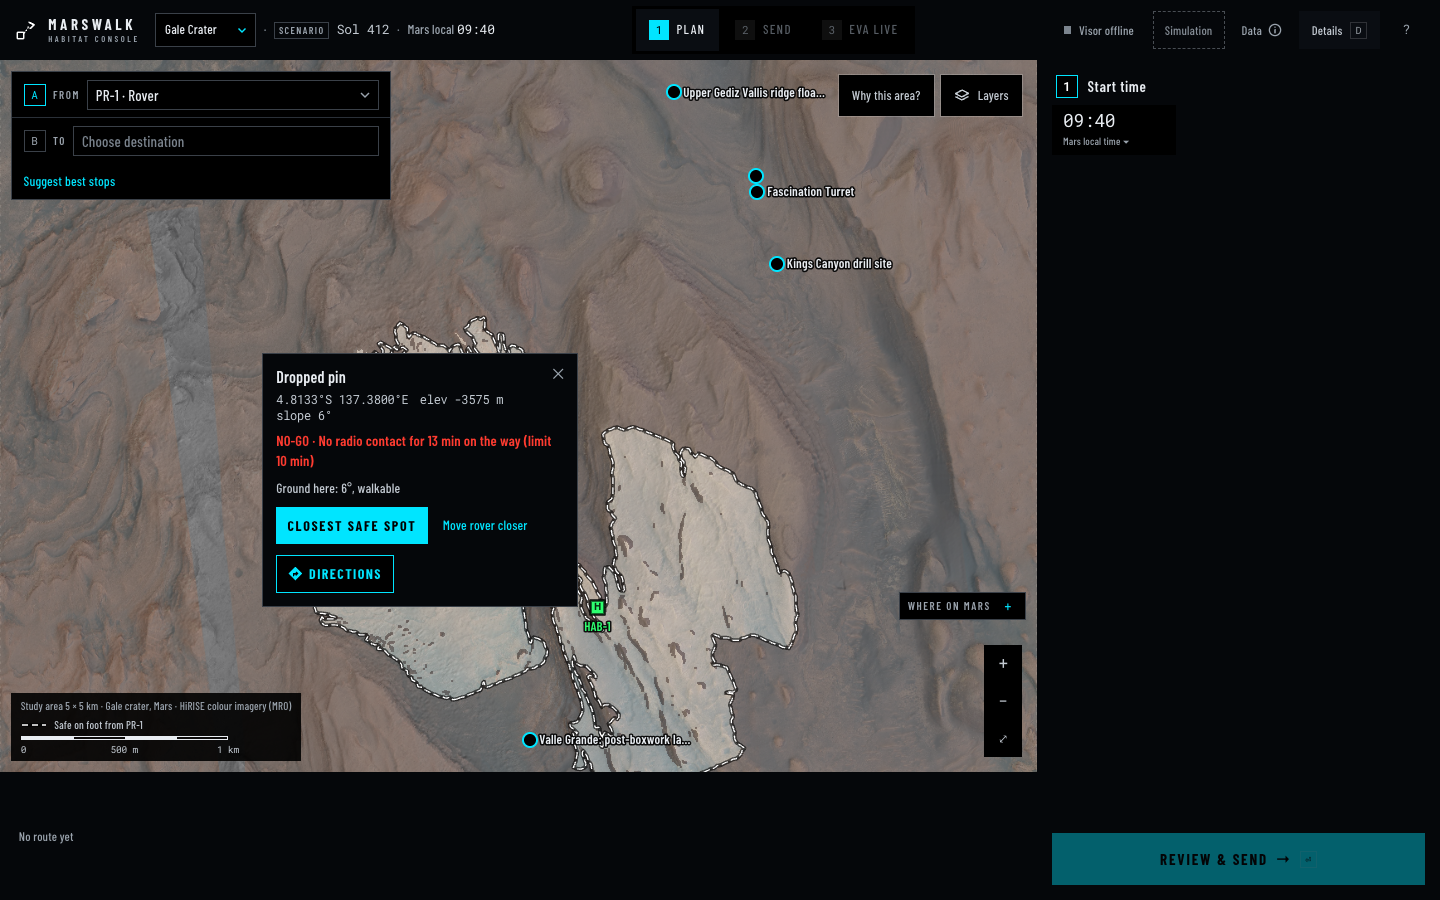 MARSWALK
HABITAT CONSOLE
Gale Crater
· SCENARIO Sol 412 · Mars local 09:40
1 PLAN
2 SEND
3 EVA LIVE
Visor offline
Simulation
Data
Details D
?
A FROM PR-1 · Rover
B TO Choose destination
Suggest best stops
Upper Gediz Vallis ridge floa...
Why this area?
Layers
Fascination Turret
Kings Canyon drill site
1 Start time
09:40
Mars local time
Dropped pin
4.8133°S 137.3800°E elev -3575 m
slope 6°
NO-GO · No radio contact for 13 min on the way (limit
10 min)
Ground here: 6°, walkable
CLOSEST SAFE SPOT
Move rover closer
DIRECTIONS
H
HAB-1
WHERE ON MARS +
+
−
Study area 5 × 5 km · Gale crater, Mars · HiRISE colour imagery (MRO)
Safe on foot from PR-1
0 500 m 1 km
Valle Grande: post-boxwork la...
No route yet
REVIEW & SEND →